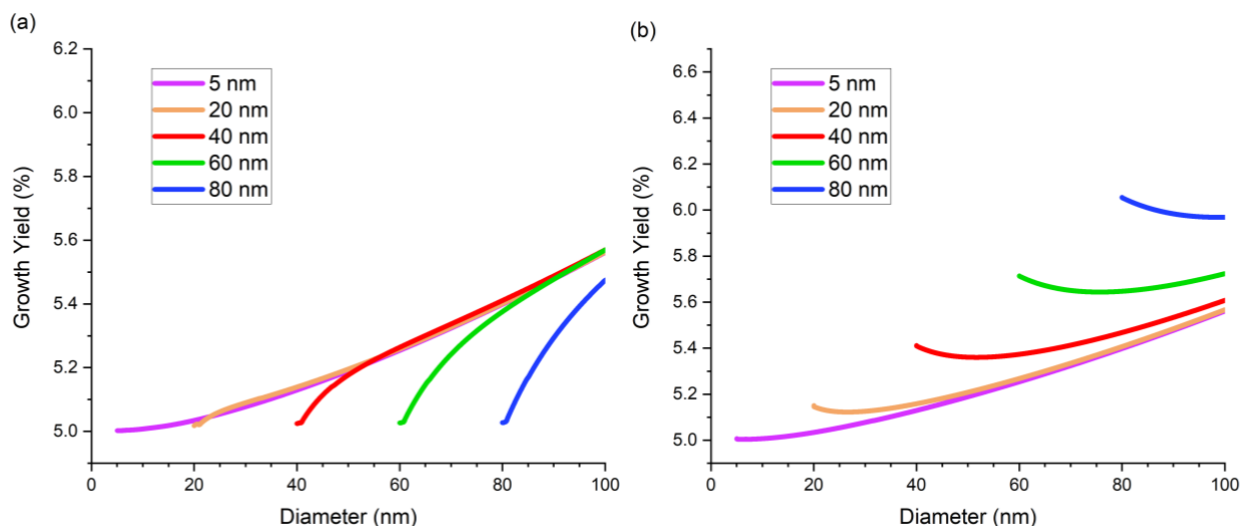 (a)
6.2
6.0
5.8
5.6
5.4
5.2
5.0
Growth Yield (%)
5 nm
20 nm
40 nm
60 nm
80 nm
0 20 40 60 80 100
Diameter (nm)
(b)
6.6
6.4
6.2
6.0
5.8
5.6
5.4
5.2
5.0
Growth Yield (%)
5 nm
20 nm
40 nm
60 nm
80 nm
0 20 40 60 80 100
Diameter (nm)